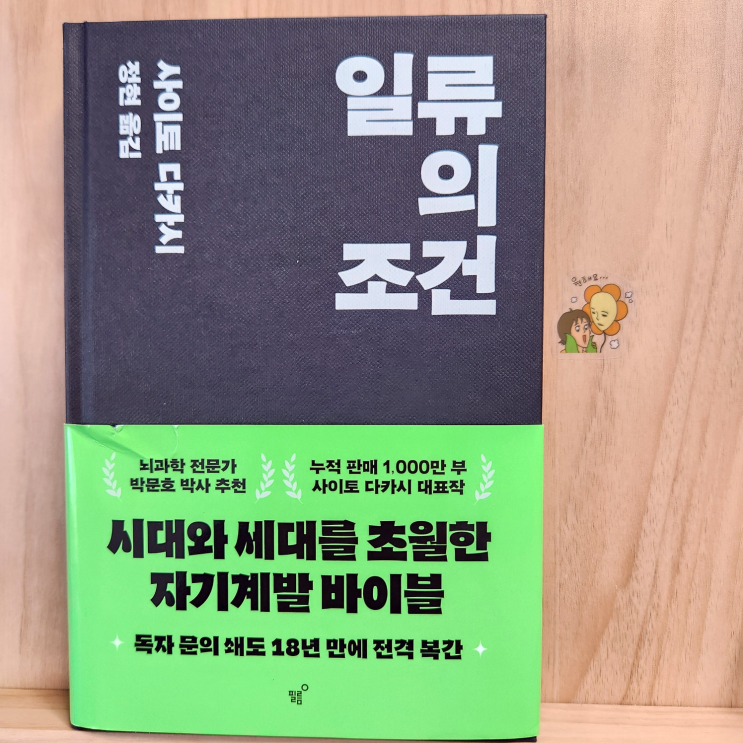 일류
의
조건
사이토 다카시
정현 옮김
뇌과학 전문가
박문호 박사 추천
누적 판매 1,000만 부
사이토 다카시 대표작
시대와 세대를 초월한
자기계발 바이블
독자 문의 쇄도 18년 만에 전격 복간
필름